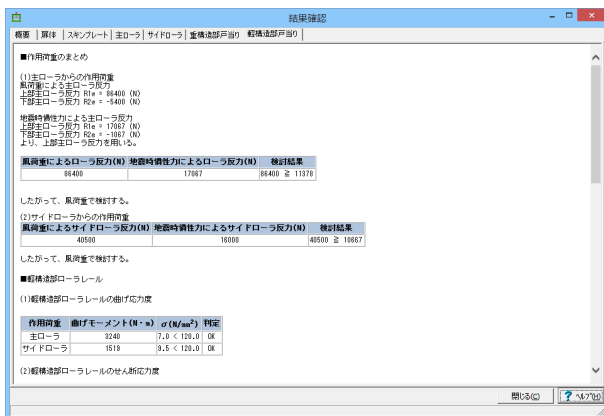 結果確認
概要 扉体 スキンプレート 主ローラ サイドローラ 重構造部戸当り 軽構造部戸当り
■作用荷重のまとめ
(1)主ローラからの作用荷重
風荷重による主ローラ反力
上部主ローラ反力 R1w = 86400 (N)
下部主ローラ反力 R2w = -5400 (N)
地震時慣性力による主ローラ反力
上部主ローラ反力 R1e = 17067 (N)
下部主ローラ反力 R2e = -1067 (N)
より、上部主ローラ反力を用いる。
風荷重によるローラ反力(N) 地震時慣性力によるローラ反力(N) 検討結果
86400 17067 86400 ≧ 11378
したがって、風荷重で検討する。
(2)サイドローラからの作用荷重
風荷重によるサイドローラ反力(N) 地震時慣性力によるサイドローラ反力(N) 検討結果
40500 16000 40500 ≧ 10667
したがって、風荷重で検討する。
■軽構造部ローラレール
(1)軽構造部ローラレールの曲げ応力度
作用荷重 曲げモーメント(N・m) σ(N/mm²) 判定
主ローラ 3240 7.0 < 120.0 OK
サイドローラ 1519 9.5 < 120.0 OK
(2)軽構造部ローラレールのせん断応力度
閉じる(C) ヘルプ(H)